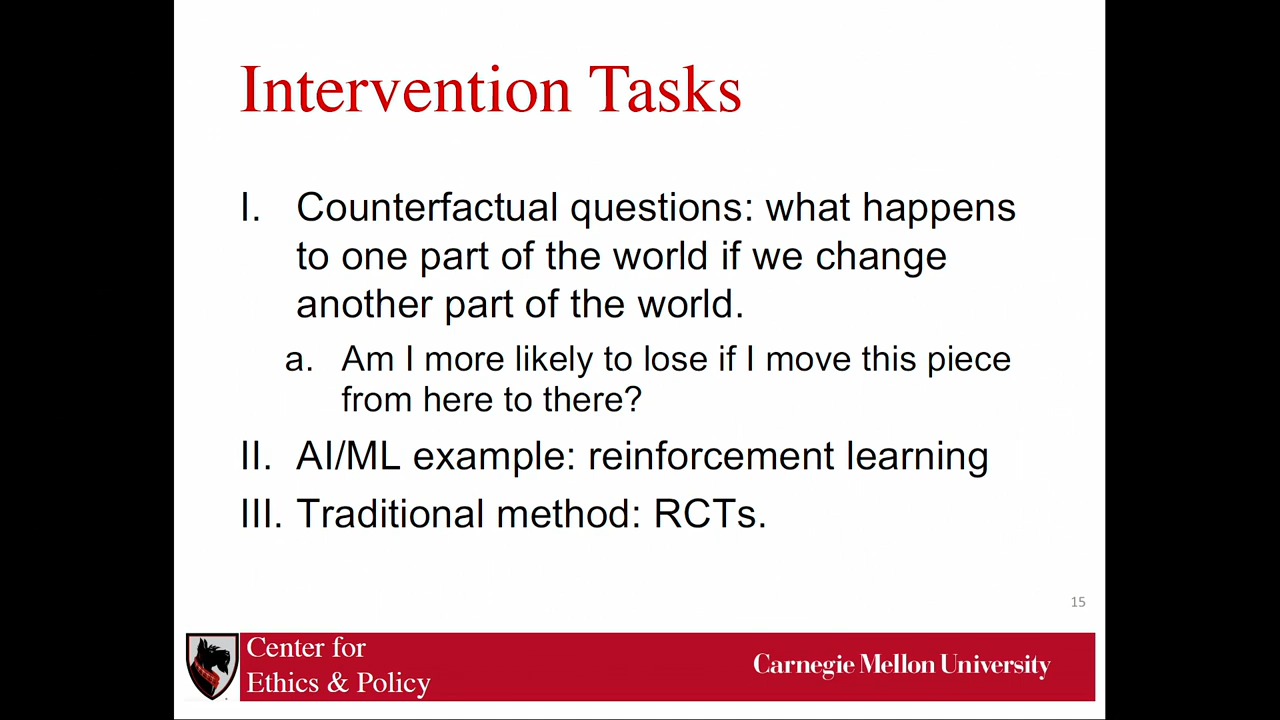 Intervention Tasks
I. Counterfactual questions: what happens
to one part of the world if we change
another part of the world.
a. Am I more likely to lose if I move this piece
from here to there?
II. AI/ML example: reinforcement learning
III. Traditional method: RCTs.
15
Center for
Ethics & Policy
Carnegie Mellon University